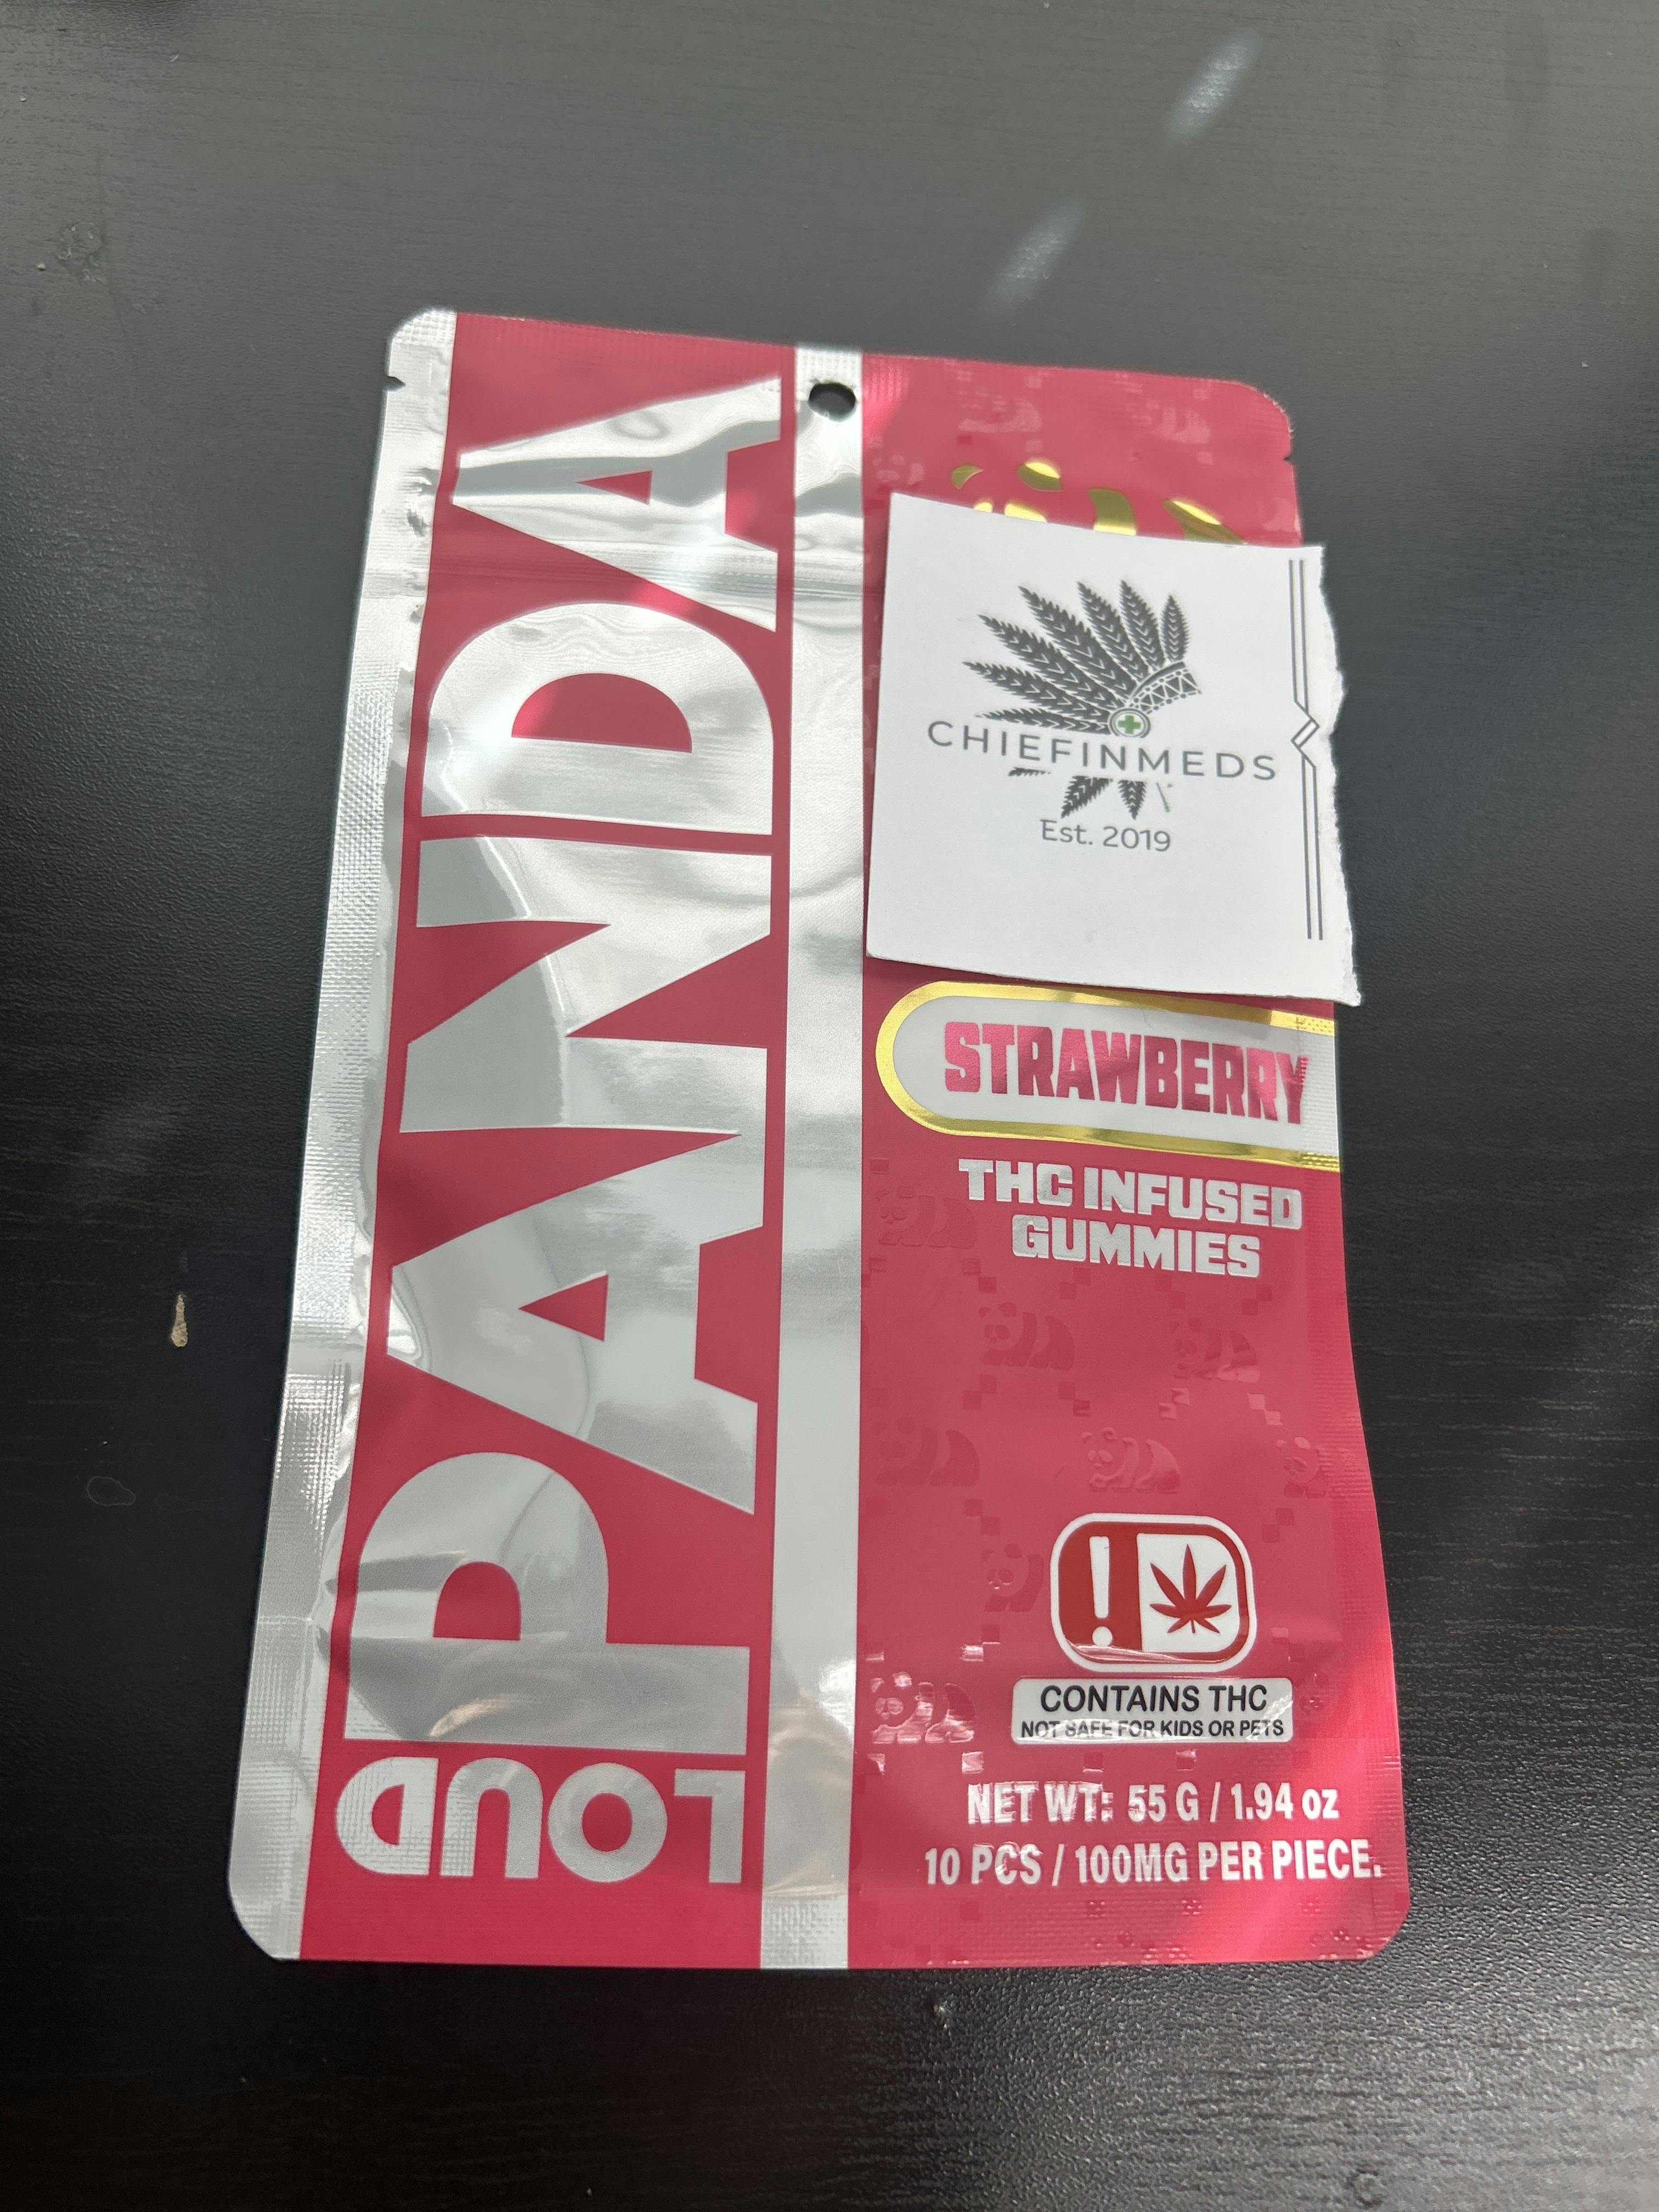 LOUD
PANDA
CHIEFINMEDS
Est. 2019
STRAWBERRY
THC INFUSED
GUMMIES
!
CONTAINS THC
NOT SAFE FOR KIDS OR PETS
NET WT: 55 G / 1.94 oz
10 PCS / 100MG PER PIECE.